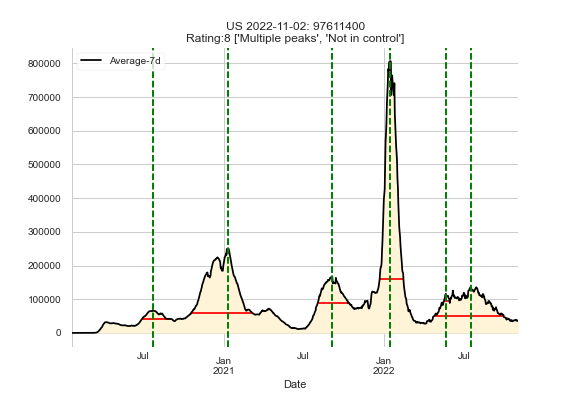 US 2022-11-02: 97611400
Rating:8 ['Multiple peaks', 'Not in control']
Average-7d
800000
700000
600000
500000
400000
300000
200000
100000
0
Jul
Jan
2021
Jul
Jan
2022
Jul
Date